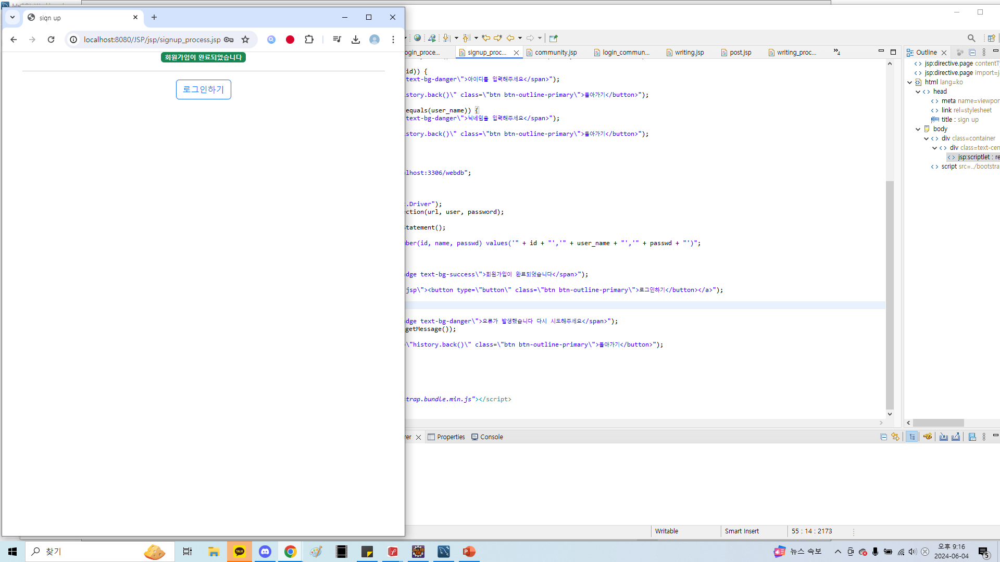 sign up
localhost:8080/JSP/jsp/signup_process.jsp
회원가입이 완료되었습니다
로그인하기
ogin_proce...
signup_proc...
community.jsp
login_commun...
writing.jsp
post.jsp
writing_proc...
4
id)) {
text-bg-danger\">아이디를 입력해주세요</span>");
story.back()\" class=\"btn btn-outline-primary\">돌아가기</button>");
equals(user_name)) {
text-bg-danger\">닉네임을 입력해주세요</span>");
story.back()\" class=\"btn btn-outline-primary\">돌아가기</button>");
lhost:3306/webdb";
.Driver");
ction(url, user, password);
tatement();
ber(id, name, passwd) values('" + id + "','" + user_name + "','" + passwd + "')";
dge text-bg-success\">회원가입이 완료되었습니다</span>");
jsp\"><button type=\"button\" class=\"btn btn-outline-primary\">로그인하기</button></a>");
dge text-bg-danger\">오류가 발생했습니다 다시 시도해주세요</span>");
getMessage());
=\"history.back()\" class=\"btn btn-outline-primary\">돌아가기</button>");
trap.bundle.min.js"></script>
Outline
jsp:directive.page contentTy
jsp:directive.page import=j
html lang=ko
head
meta name=viewpor
link rel=stylesheet
title : sign up
body
div class=container
div class=text-cen
jsp:scriptlet : re
script src=../bootstra
rer
Properties
Console
Writable
Smart Insert
55 : 14 : 2173
찾기
TALK
뉴스 속보
오후 9:16
2024-06-04
5